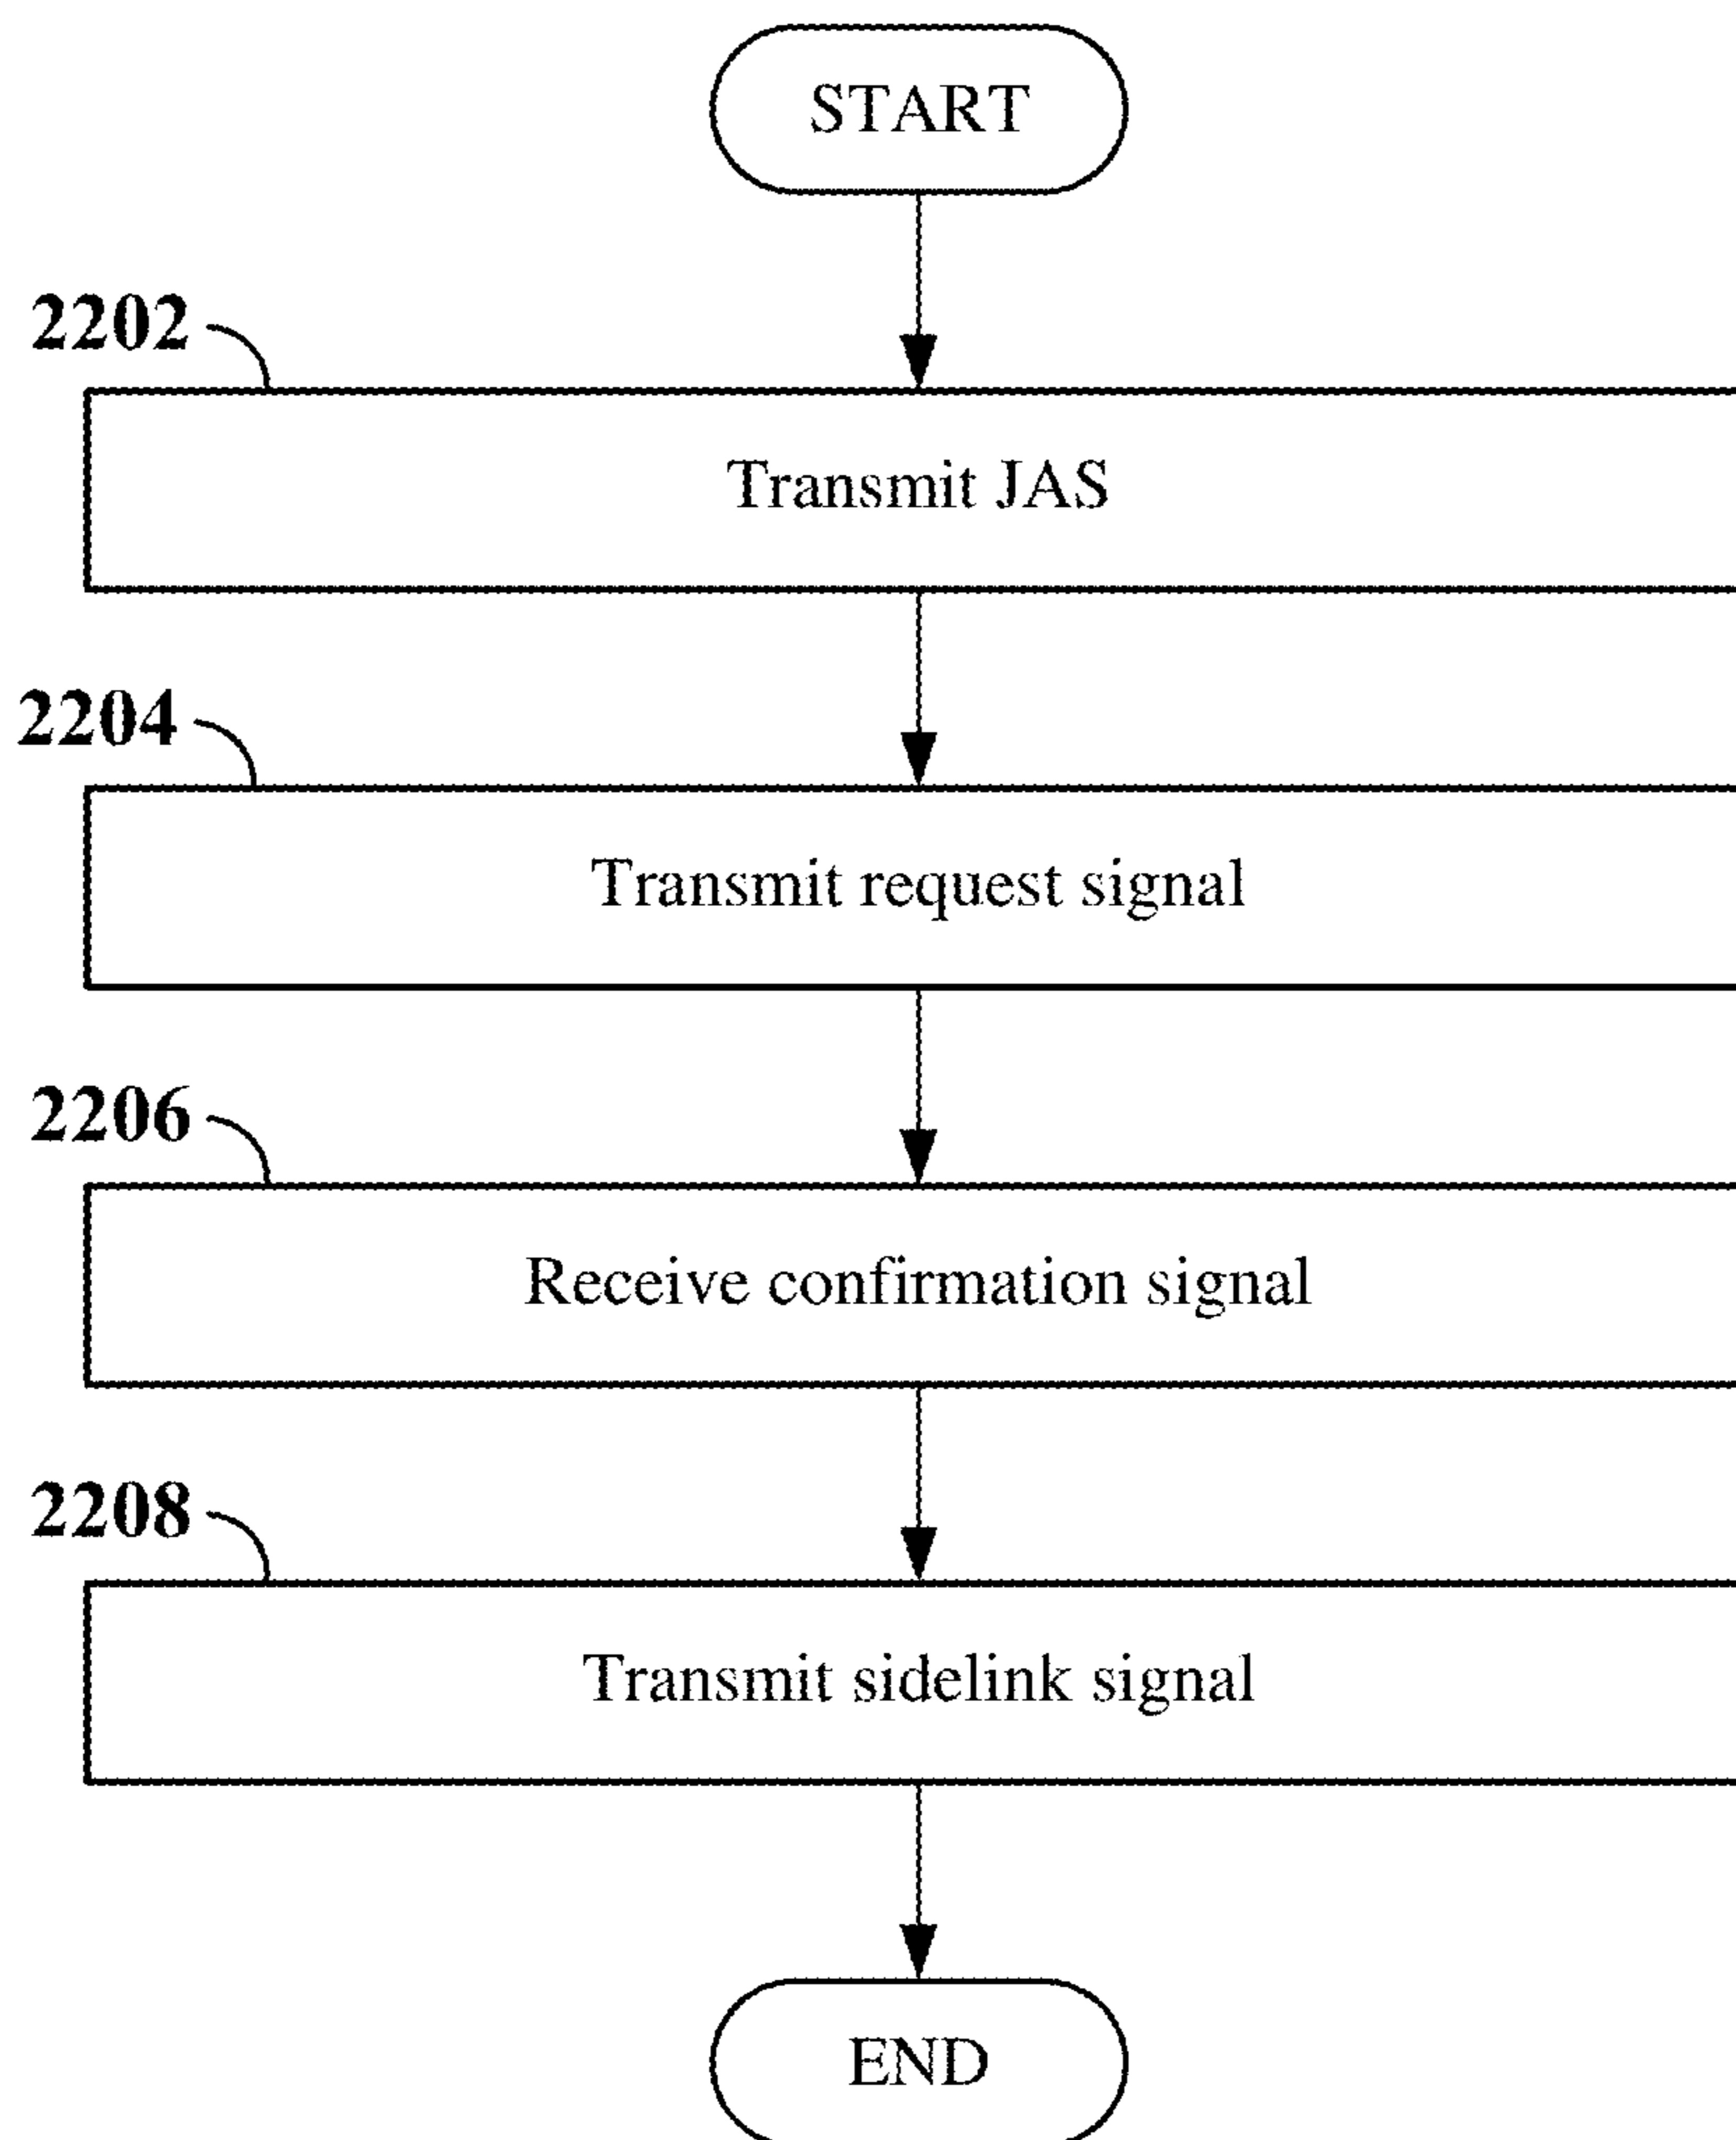 START
2202
Transmit JAS
2204
Transmit request signal
2206
Receive confirmation signal
2208
Transmit sidelink signal
END